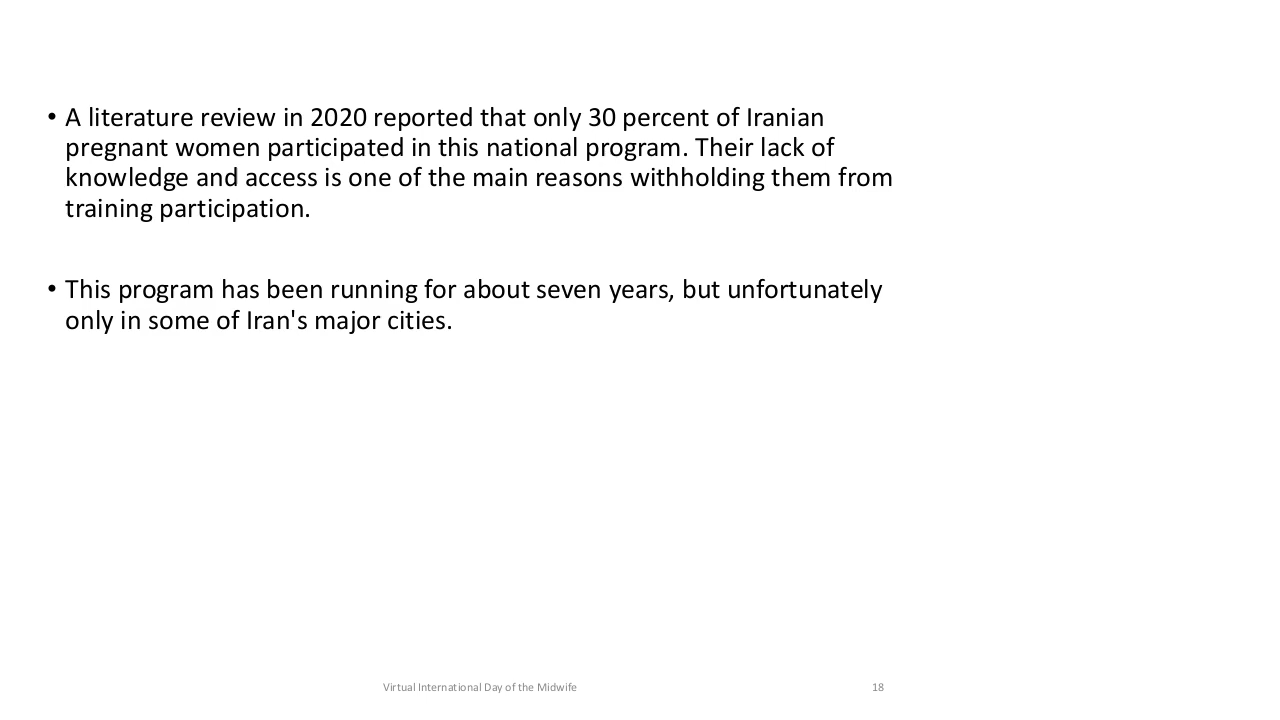 • A literature review in 2020 reported that only 30 percent of Iranian
pregnant women participated in this national program. Their lack of
knowledge and access is one of the main reasons withholding them from
training participation.
• This program has been running for about seven years, but unfortunately
only in some of Iran's major cities.
Virtual International Day of the Midwife
18